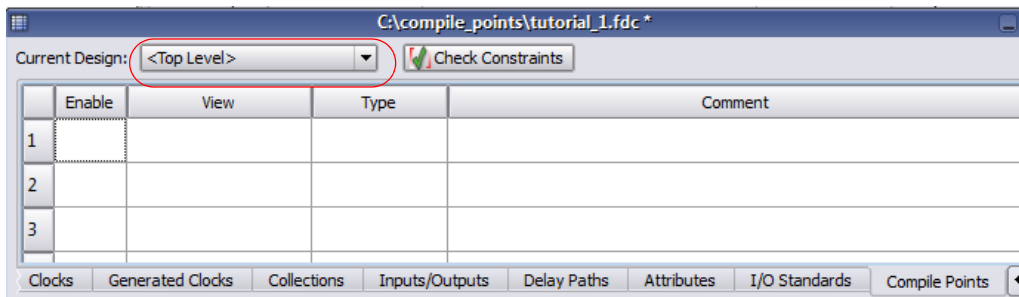 C:\compile_points\tutorial_1.fdc *
Current Design: <Top Level> Check Constraints
Enable View Type Comment
1
2
3
Clocks Generated Clocks Collections Inputs/Outputs Delay Paths Attributes I/O Standards Compile Points